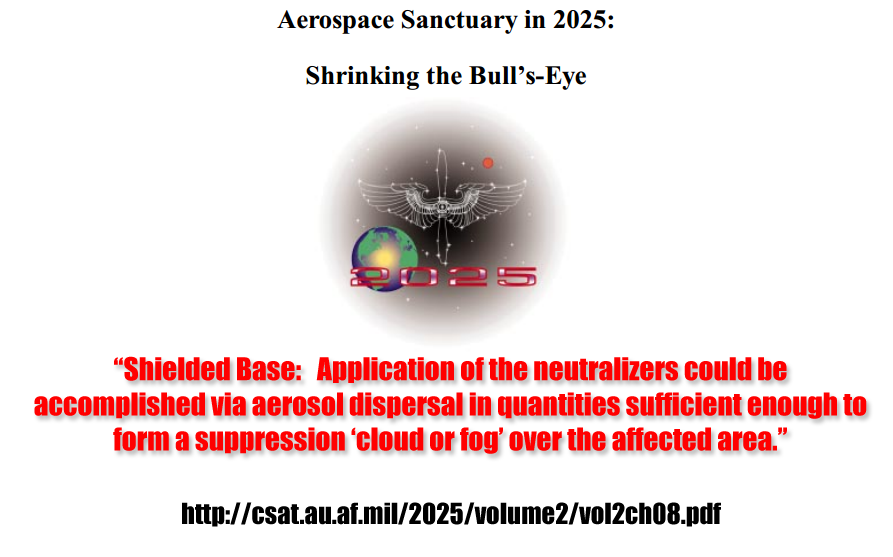 Aerospace Sanctuary in 2025:
Shrinking the Bull’s-Eye
2025
“Shielded Base:   Application of the neutralizers could be
accomplished via aerosol dispersal in quantities sufficient enough to
form a suppression ‘cloud or fog’ over the affected area.”
http://csat.au.af.mil/2025/volume2/vol2ch08.pdf